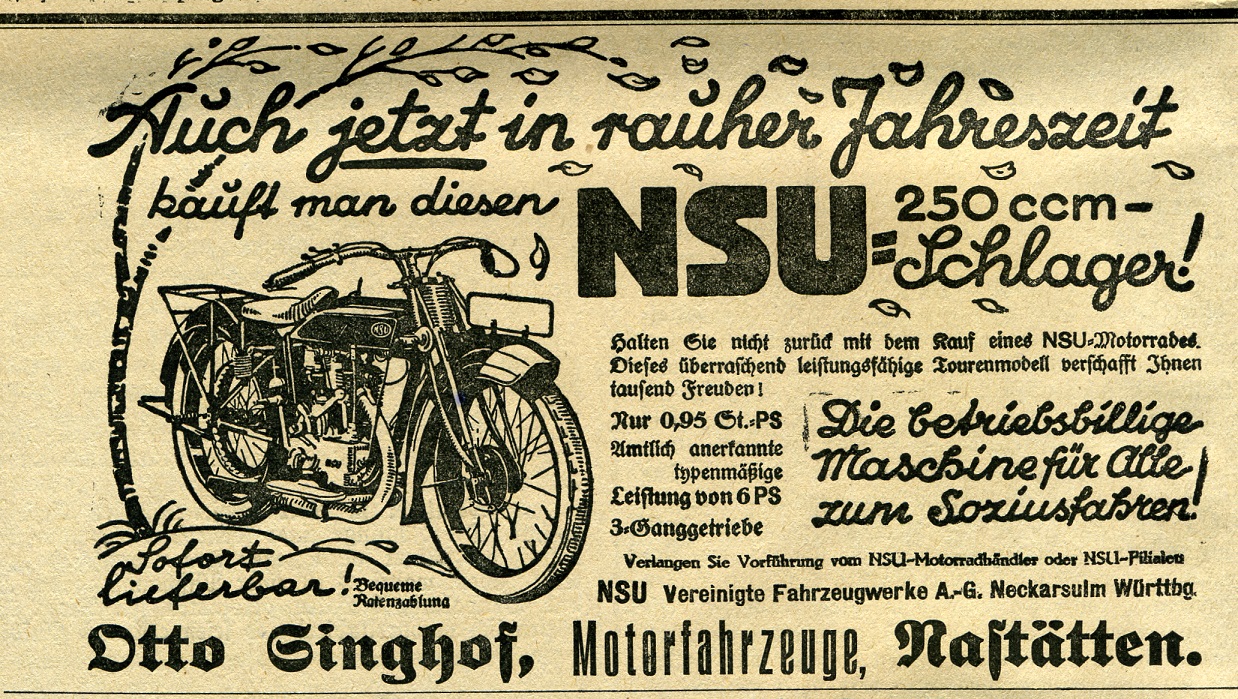 Auch jetzt in rauher Jahreszeit
kauft man diesen NSU= 250 ccm-
Schlager!
NSU
NSU
Halten Sie nicht zurück mit dem Kauf eines NSU=Motorrades.
Dieses überraschend leistungsfähige Tourenmodell verschafft Ihnen
tausend Freuden!
Nur 0,95 St.=PS
Amtlich anerkannte
typenmäßige
Leistung von 6 PS
3=Ganggetriebe
Die betriebsbillige
Maschine für Alle
zum Soziusfahren!
Sofort
lieferbar!
Bequeme
Ratenzahlung
Verlangen Sie Vorführung vom NSU-Motorradhändler oder NSU-Filialen
NSU Vereinigte Fahrzeugwerke A.-G. Neckarsulm Württbg.
Otto Singhof, Motorfahrzeuge, Nastätten.